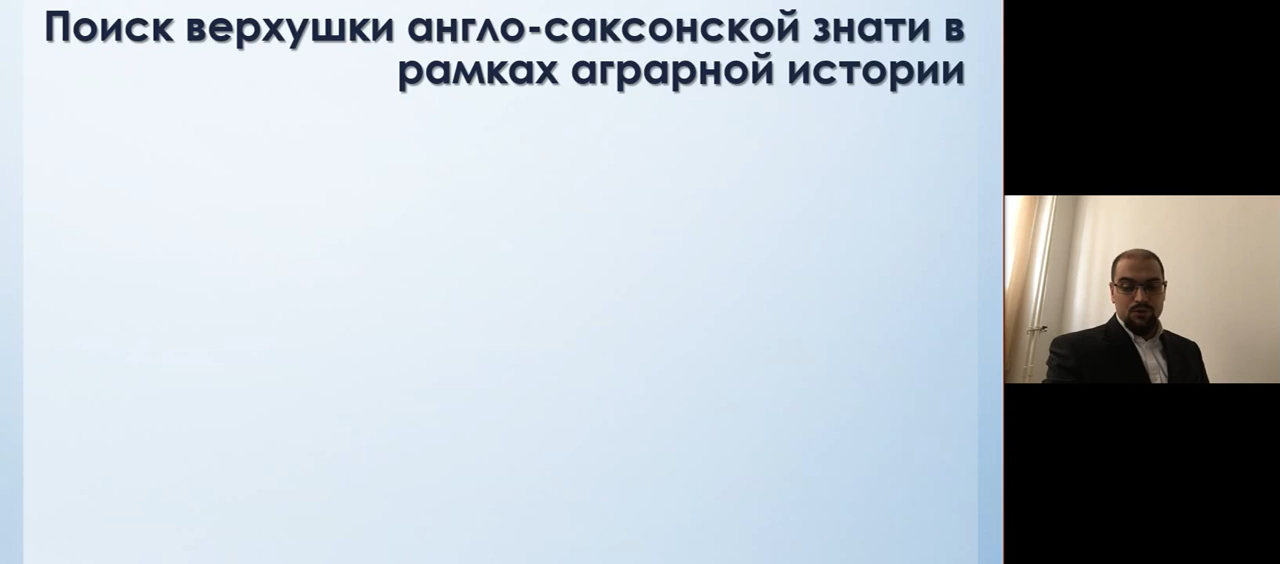 Поиск верхушки англо-саксонской знати в
рамках аграрной истории